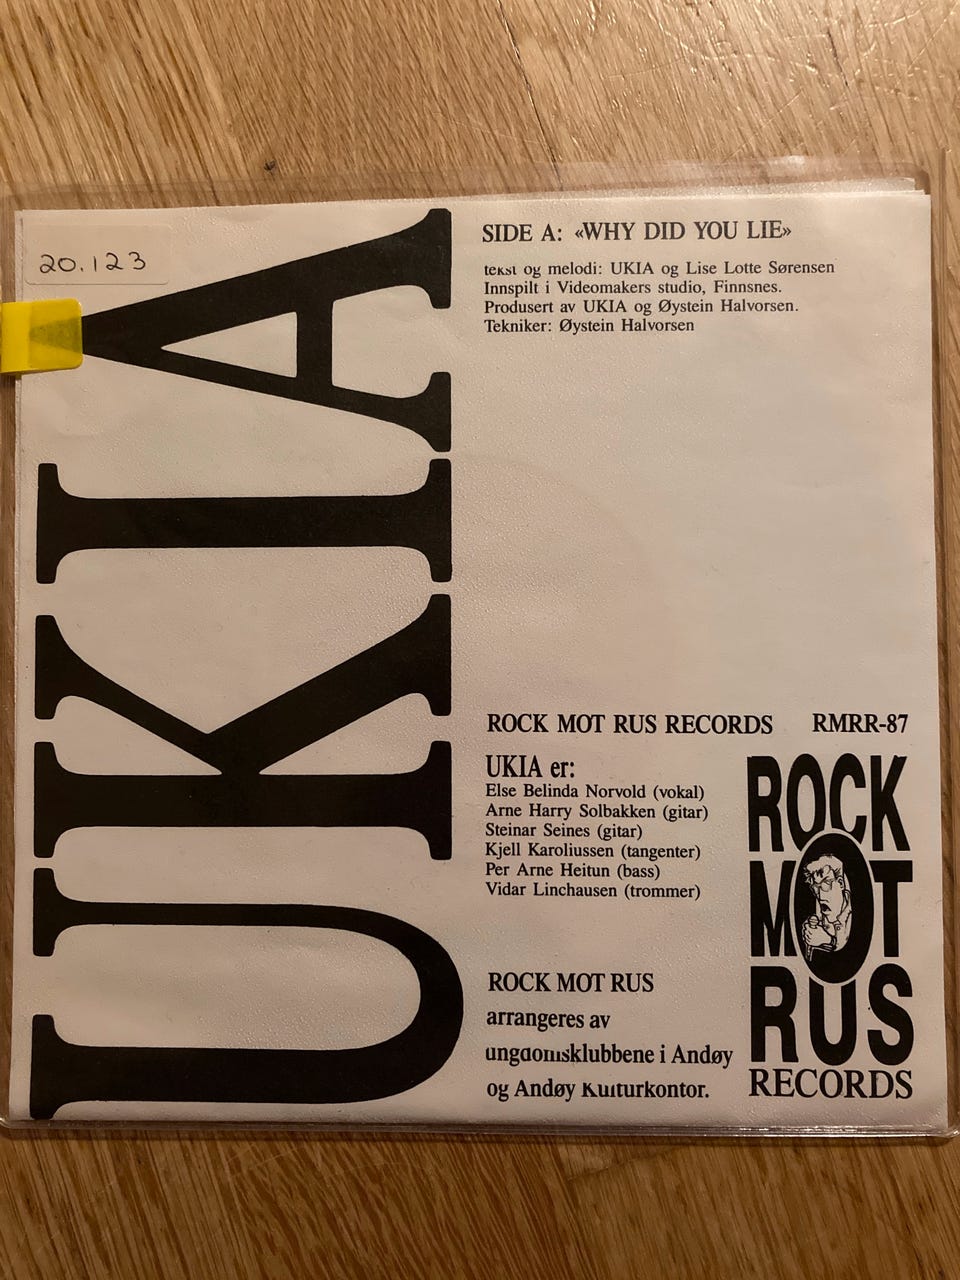 20.123
UKIA
SIDE A: «WHY DID YOU LIE»
tekst og melodi: UKIA og Lise Lotte Sørensen
Innspilt i Videomakers studio, Finnsnes.
Produsert av UKIA og Øystein Halvorsen.
Tekniker: Øystein Halvorsen
ROCK MOT RUS RECORDS RMRR-87
UKIA er:
Else Belinda Norvold (vokal)
Arne Harry Solbakken (gitar)
Steinar Seines (gitar)
Kjell Karoliussen (tangenter)
Per Arne Heitun (bass)
Vidar Linchausen (trommer)
ROCK MOT RUS
arrangeres av
ungdomsklubbene i Andøy
og Andøy Kulturkontor.
ROCK
MOT
RUS
RECORDS